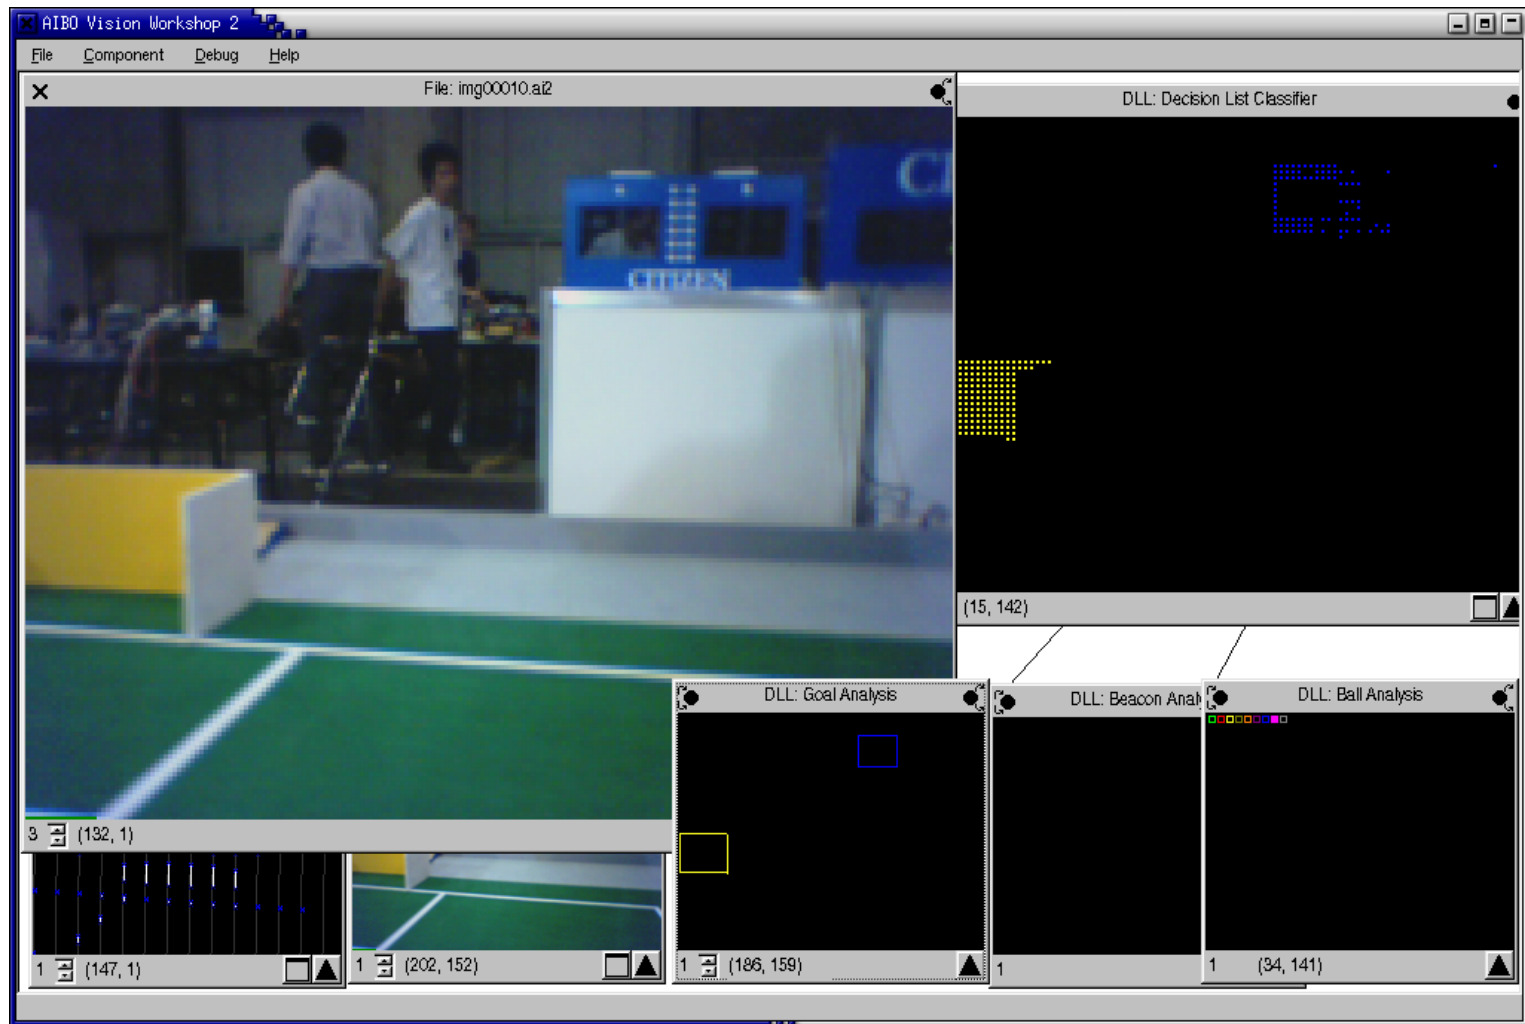 AIBO Vision Workshop 2
File Component Debug Help
File: img00010.ai2
DLL: Decision List Classifier
CITIZEN
CI
(15, 142)
DLL: Goal Analysis
DLL: Beacon Analy
DLL: Ball Analysis
3 (132, 1)
1 (147, 1)
1 (202, 152)
1 (186, 159)
1
1 (34, 141)